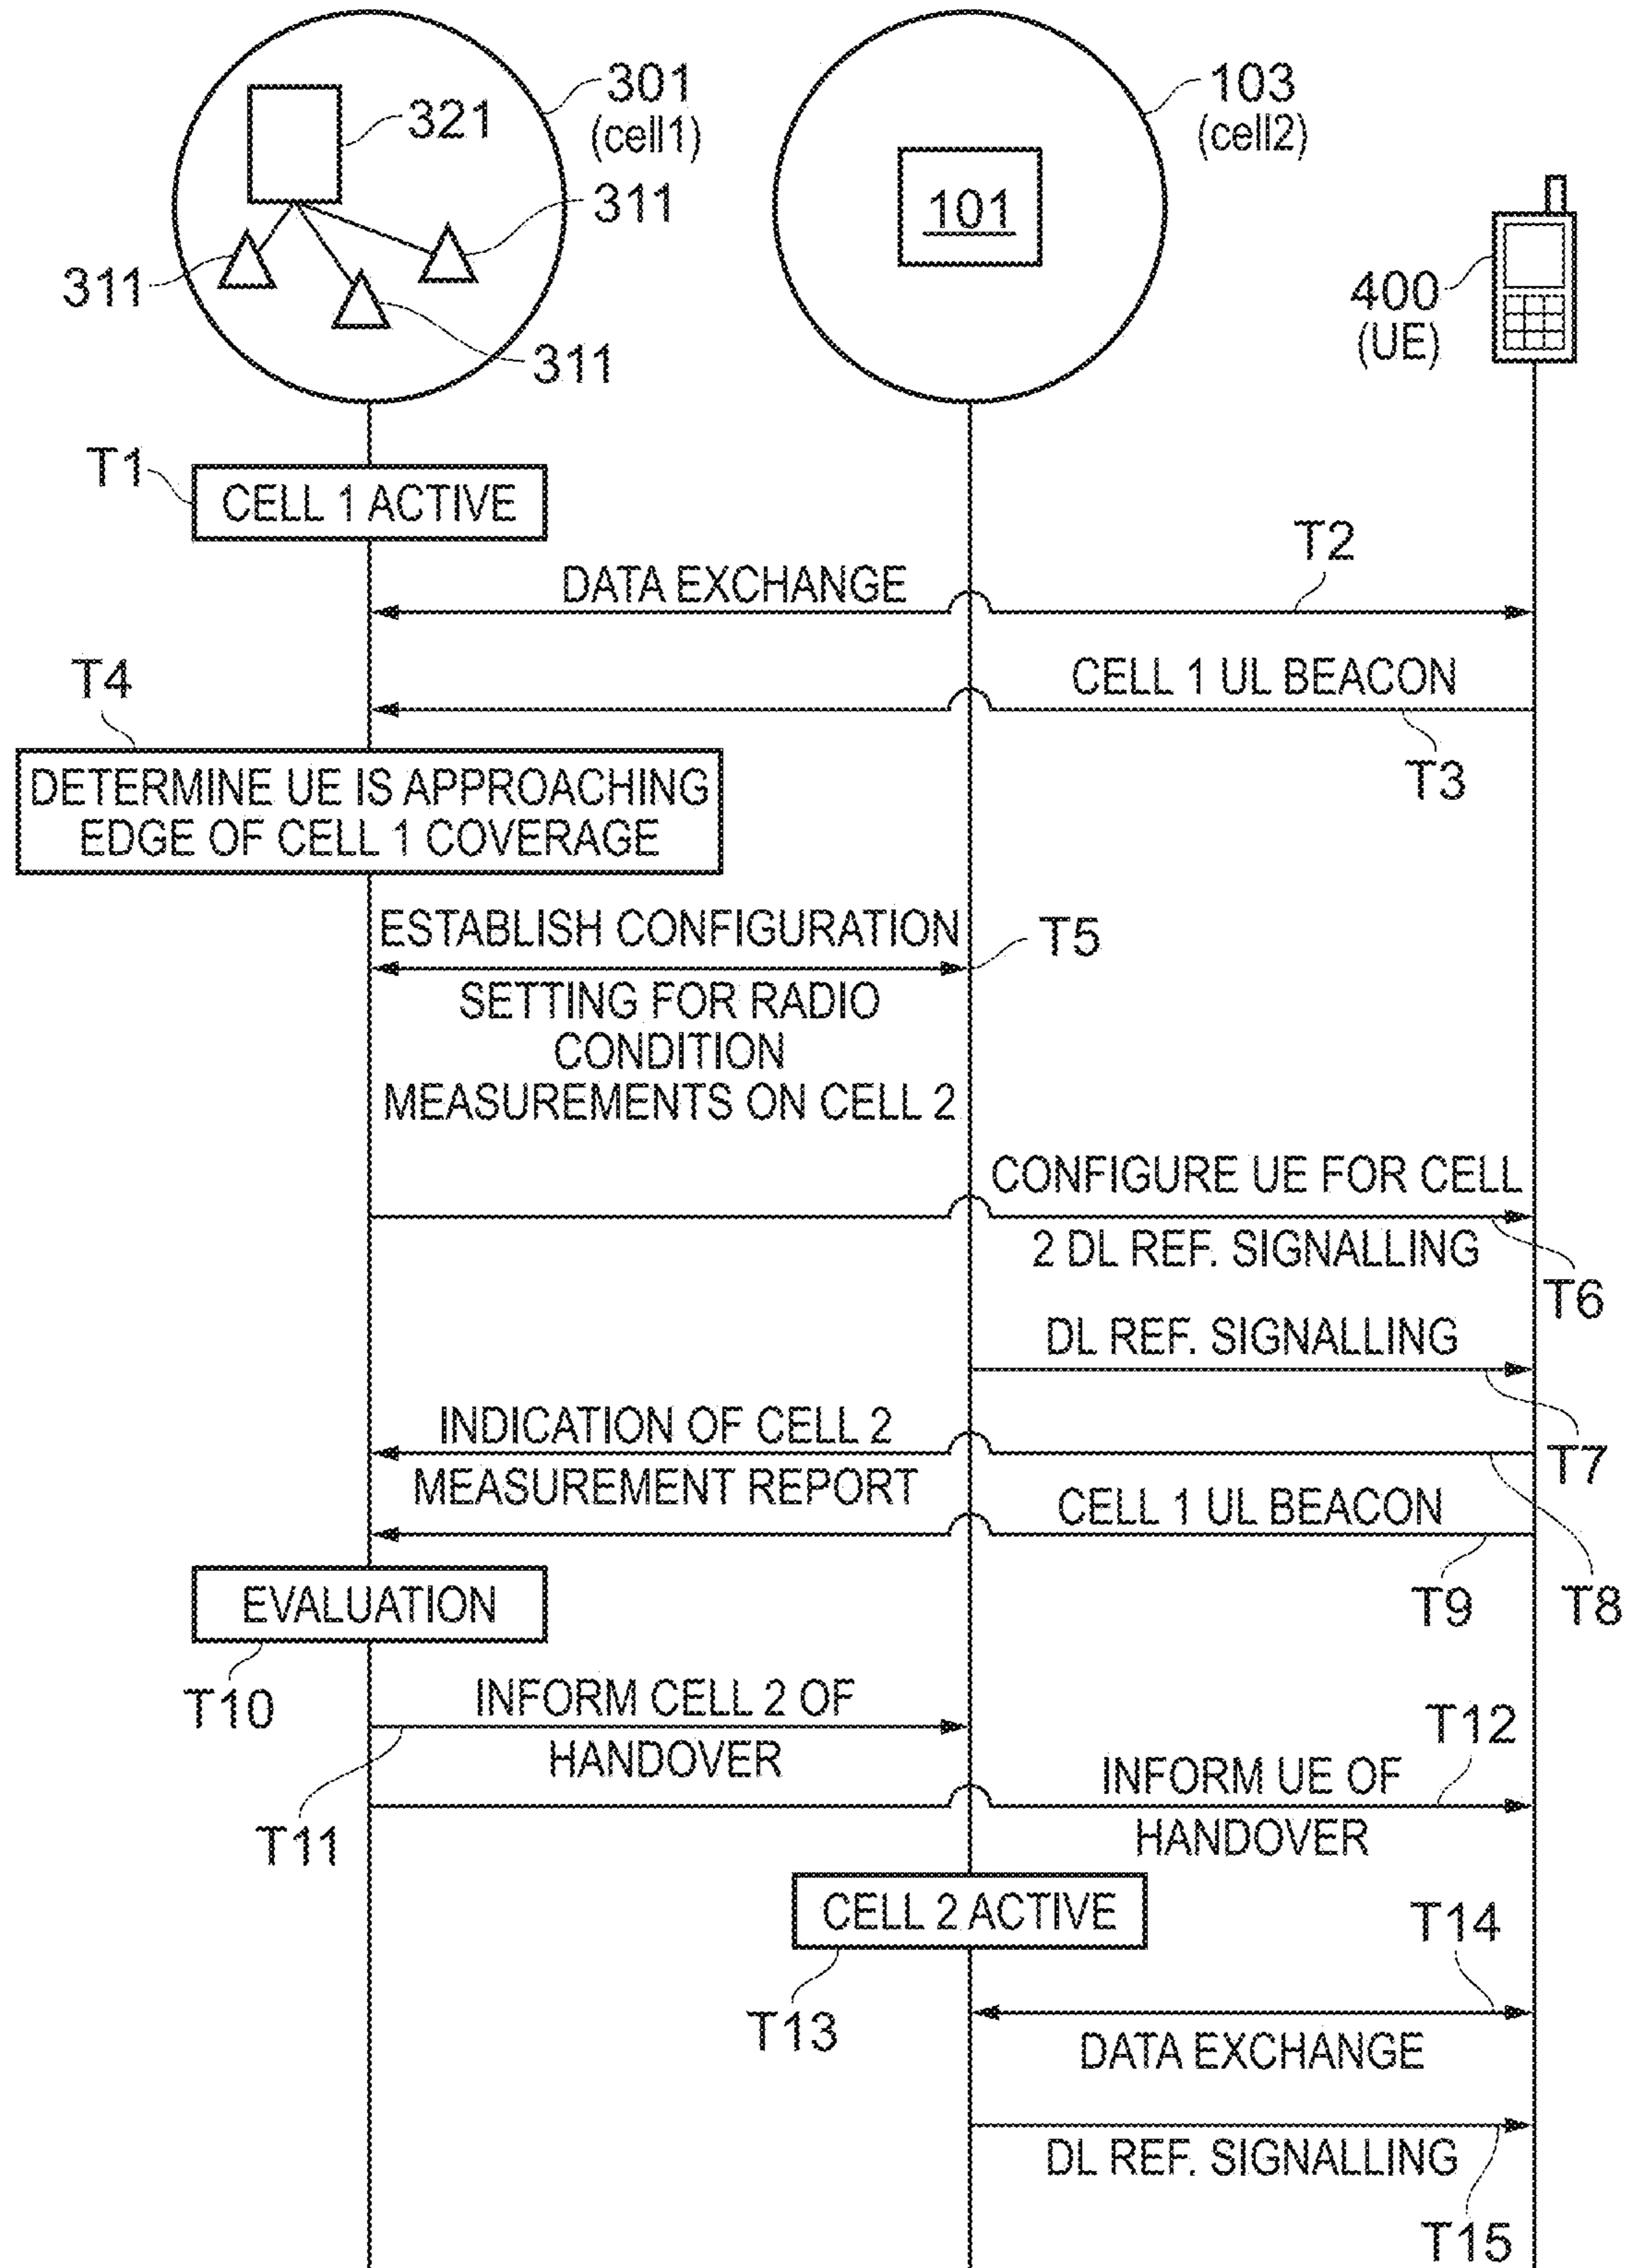 301
(cell1)
321
311
311
311
103
(cell2)
101
400
(UE)
T1
CELL 1 ACTIVE
T2
DATA EXCHANGE
CELL 1 UL BEACON
T3
T4
DETERMINE UE IS APPROACHING
EDGE OF CELL 1 COVERAGE
ESTABLISH CONFIGURATION
T5
SETTING FOR RADIO
CONDITION
MEASUREMENTS ON CELL 2
CONFIGURE UE FOR CELL
2 DL REF. SIGNALLING
T6
DL REF. SIGNALLING
T7
INDICATION OF CELL 2
MEASUREMENT REPORT
T8
CELL 1 UL BEACON
T9
EVALUATION
T10
INFORM CELL 2 OF
HANDOVER
T11
T12
INFORM UE OF
HANDOVER
CELL 2 ACTIVE
T13
T14
DATA EXCHANGE
DL REF. SIGNALLING
T15